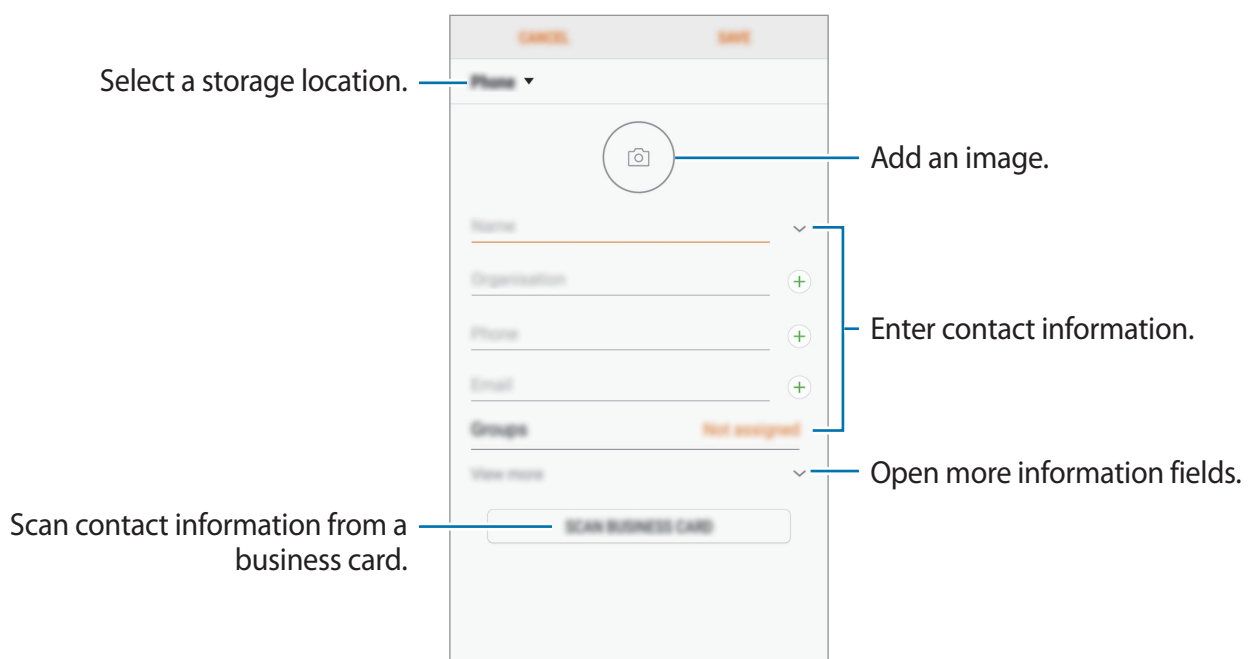 CANCEL
SAVE
Select a storage location.
Phone
Add an image.
Name
Organisation
Phone
Enter contact information.
Email
Groups
Not assigned
View more
Open more information fields.
Scan contact information from a
business card.
SCAN BUSINESS CARD